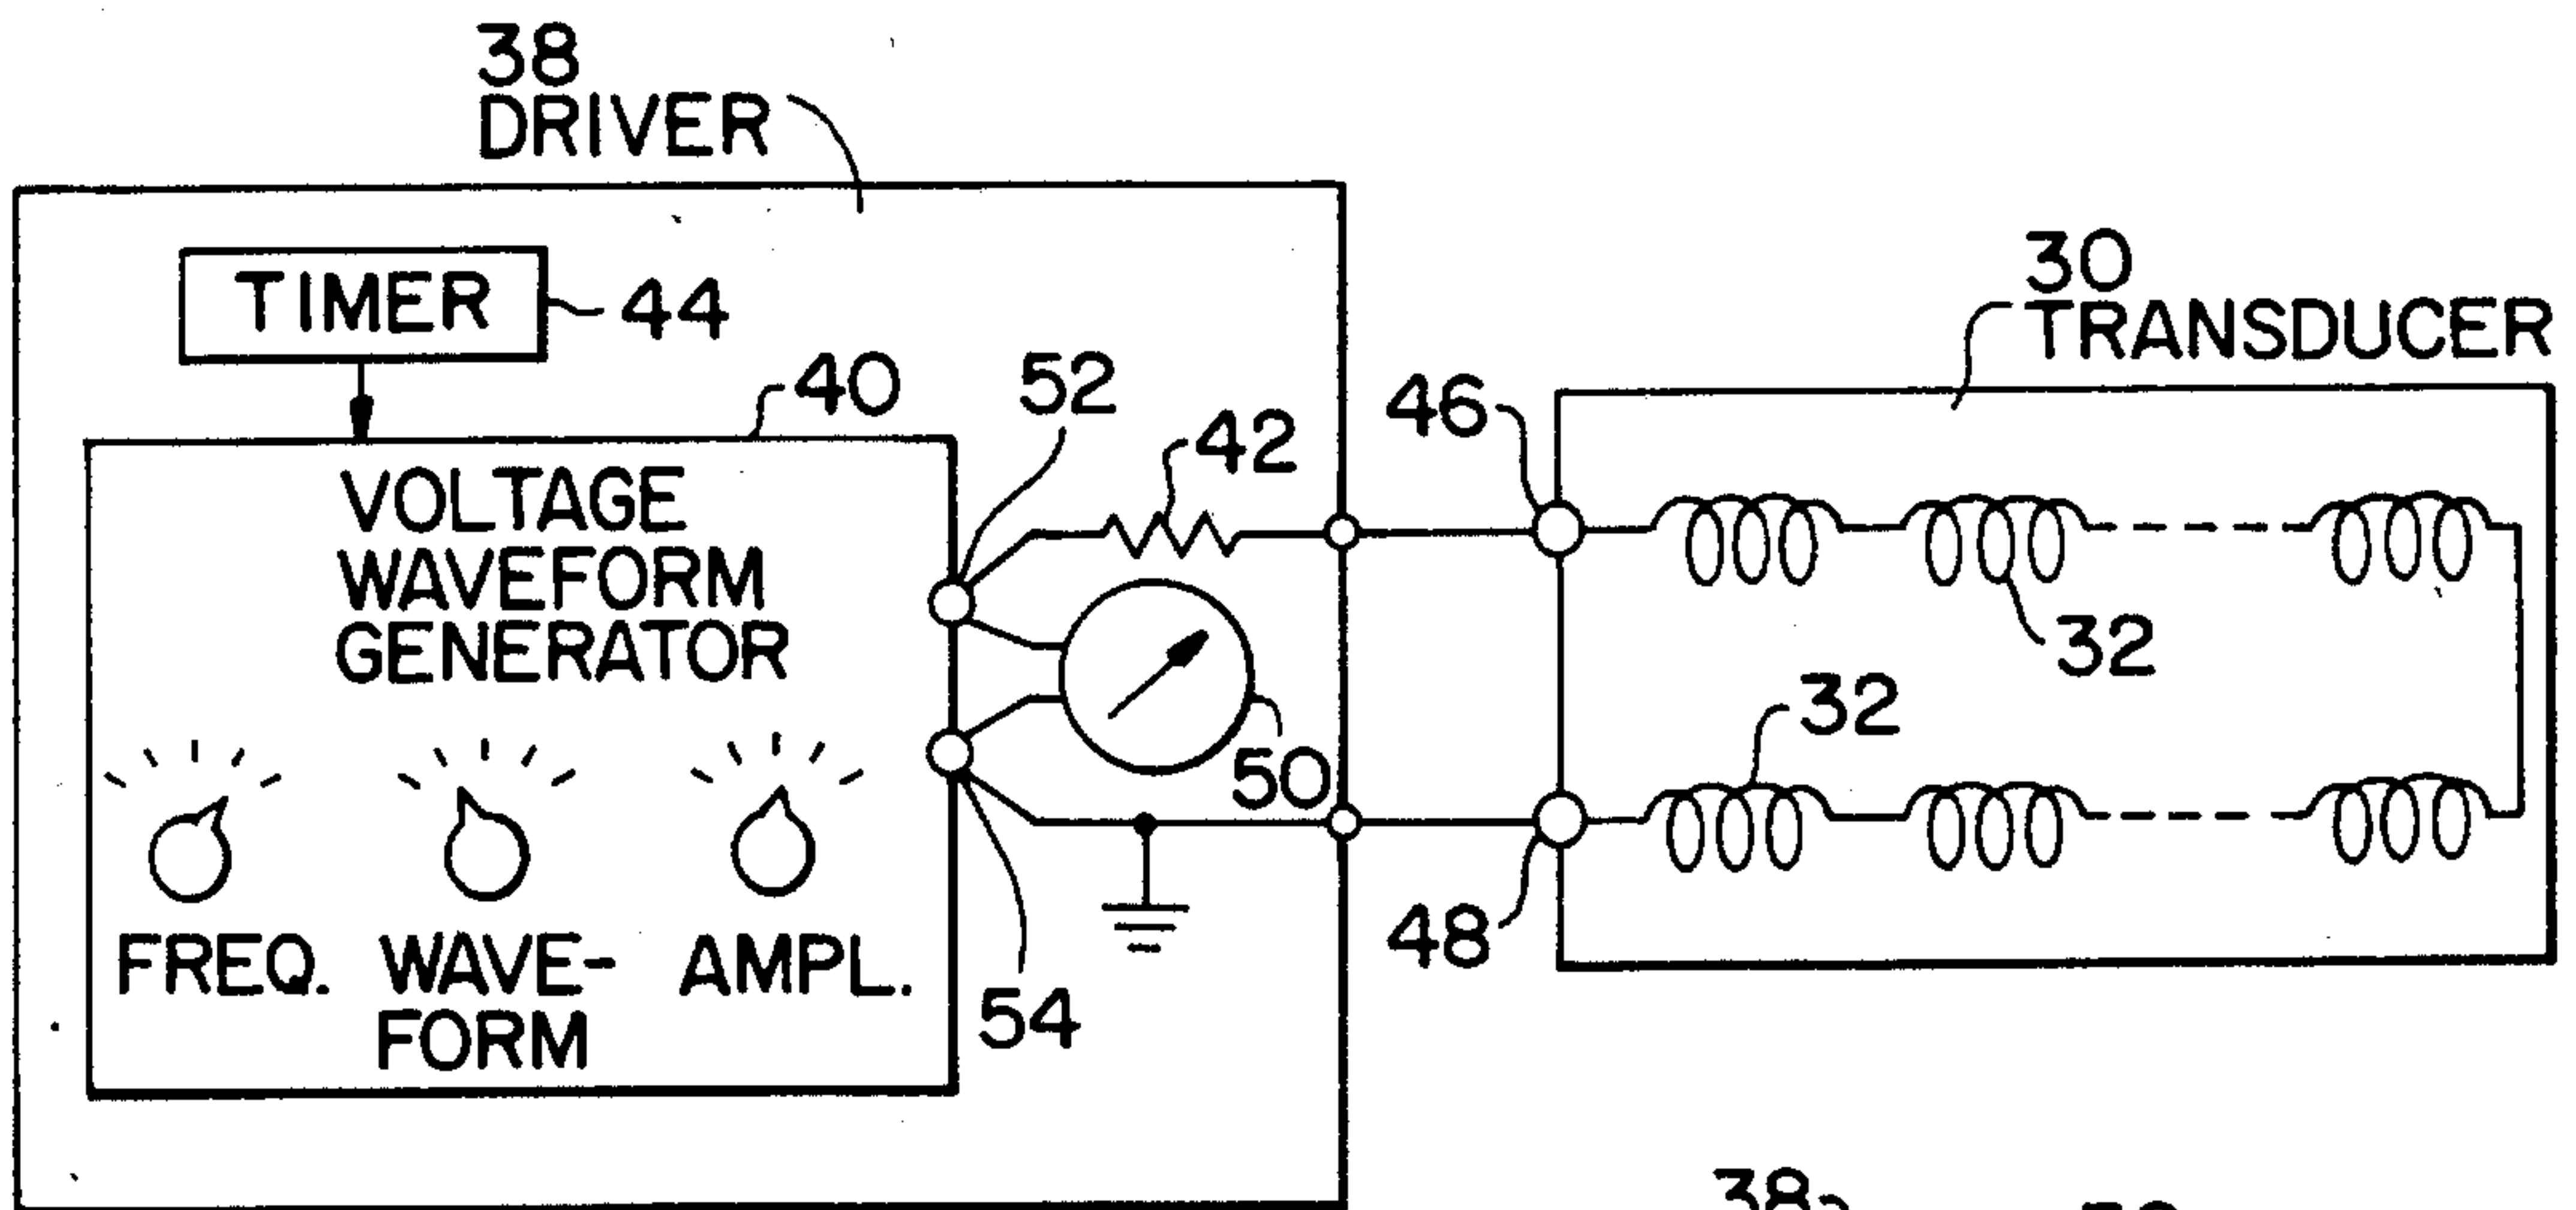 38
DRIVER
TIMER
44
40
52
42
46
30
TRANSDUCER
VOLTAGE
WAVEFORM
GENERATOR
32
32
50
FREQ.
WAVE-
FORM
AMPL.
54
48
38